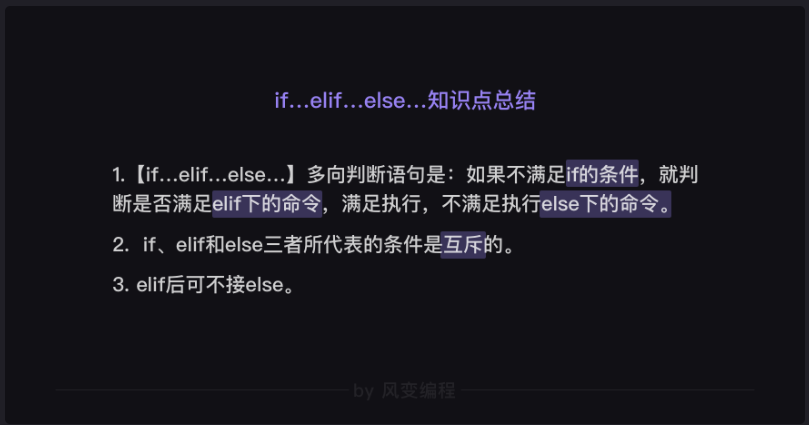 if...elif...else...知识点总结
1.【if...elif...else...】多向判断语句是：如果不满足if的条件，就判
断是否满足elif下的命令，满足执行，不满足执行else下的命令。
2. if、elif和else三者所代表的条件是互斥的。
3. elif后可不接else。
by 风变编程